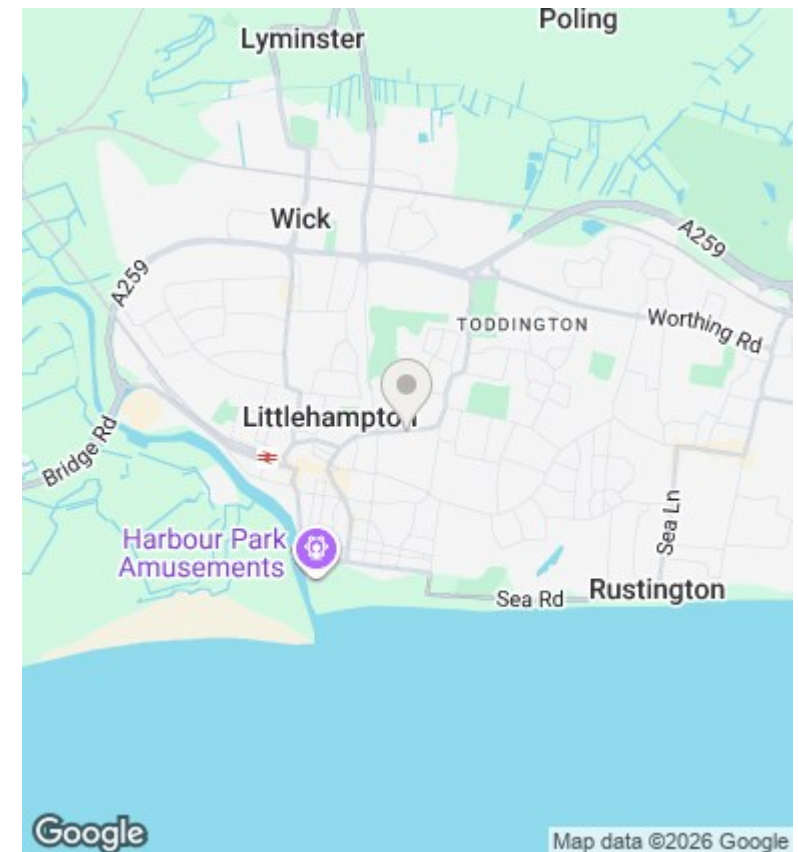 Poling
Lyminster
Wick
A259
A259
TODDINGTON
Worthing Rd
Littlehampton
Bridge Rd
Sea Ln
Harbour Park
Amusements
Rustington
Sea Rd
Google
Map data ©2026 Google